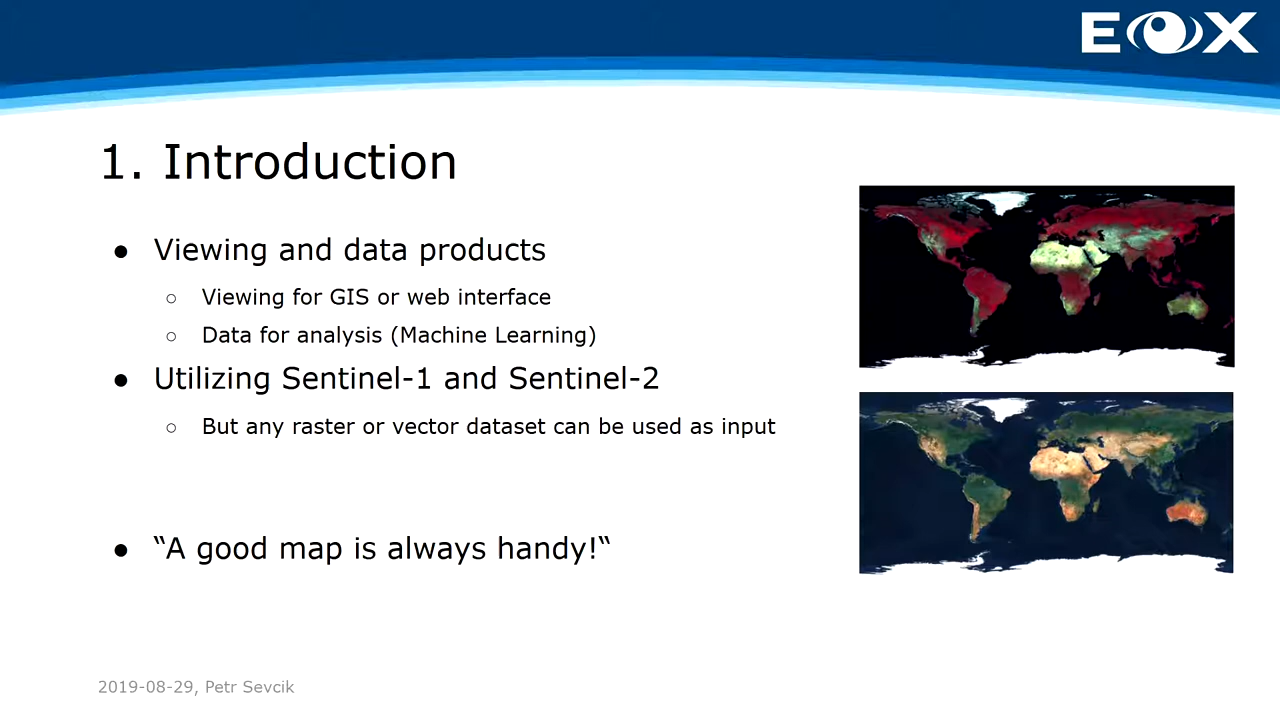 EOX
1. Introduction
● Viewing and data products
○ Viewing for GIS or web interface
○ Data for analysis (Machine Learning)
● Utilizing Sentinel-1 and Sentinel-2
○ But any raster or vector dataset can be used as input
● “A good map is always handy!“
2019-08-29, Petr Sevcik